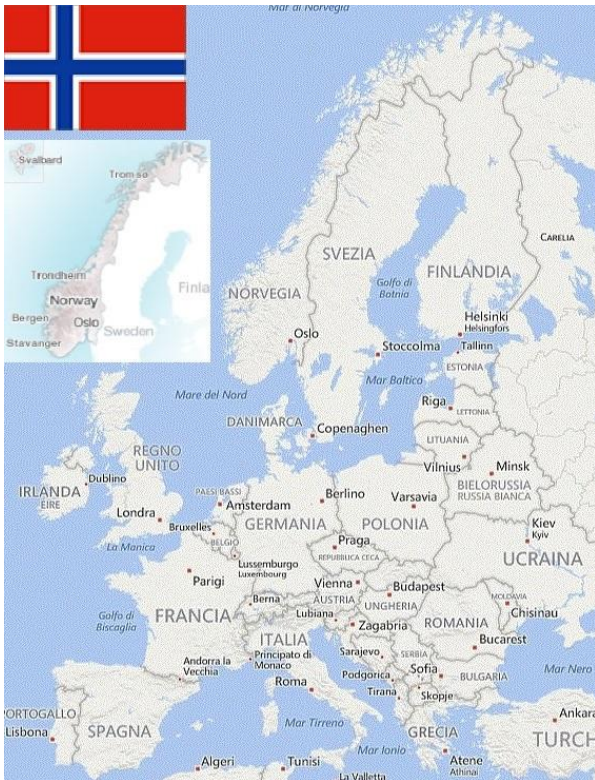 Mar di Norvegia
Svalbard
Tromsø
Trondheim
Norway
Bergen
Oslo
Sweden
Finla
Stavanger
CARELIA
SVEZIA
FINLANDIA
Golfo di
Botnia
NORVEGIA
Helsinki
Helsingfors
Oslo
Stoccolma
Tallinn
ESTONIA
Mar Baltico
Mare del Nord
Riga
LETTONIA
DANIMARCA
Copenaghen
LITUANIA
REGNO
UNITO
Vilnius
Minsk
Dublino
BIELORUSSIA
RUSSIA BIANCA
IRLANDA
ÉIRE
PAESI BASSI
Amsterdam
Berlino
Varsavia
Londra
GERMANIA
POLONIA
Bruxelles
BELGIO
Kiev
Kyiv
La Manica
Praga
REPUBBLICA CECA
UCRAINA
Lussemburgo
Luxembourg
Parigi
Vienna
Budapest
MOLDAVIA
Berna
AUSTRIA
UNGHERIA
Chisinau
Golfo di
Biscaglia
FRANCIA
Lubiana
Zagabria
ROMANIA
ITALIA
Bucarest
Andorra la
Vecchia
Principato di
Monaco
Sarajevo
SERBIA
Sofia
Mar Nero
Roma
Podgorica
BULGARIA
Tirana
Skopje
PORTOGALLO
Ankara
Lisbona
SPAGNA
Mar Tirreno
GRECIA
TURCH
Mar Ionio
Atene
Athinai
Algeri
Tunisi
La Valletta